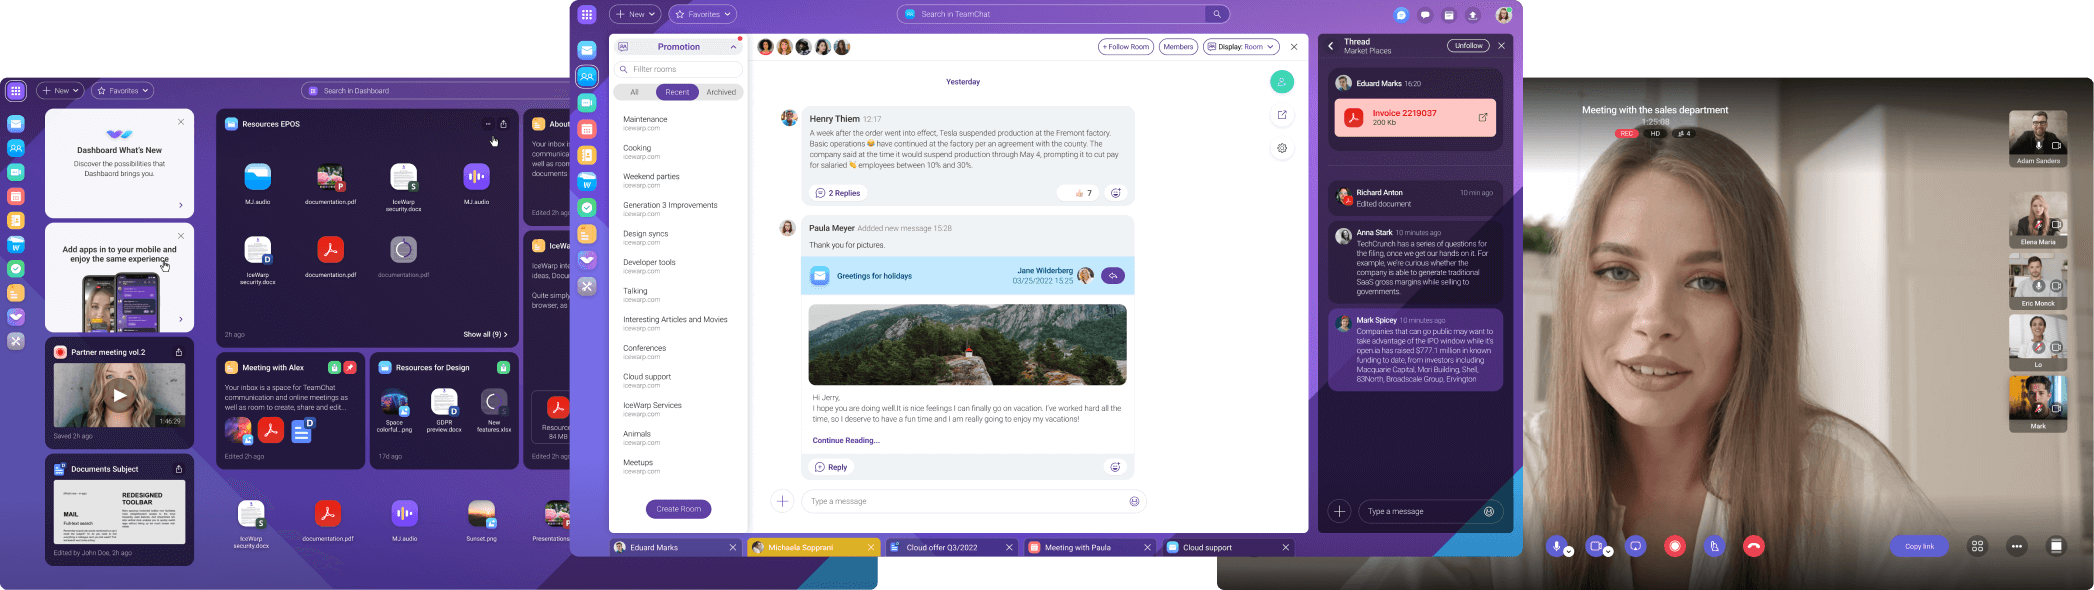 New
Favorites
Search in Dashboard
Dashboard What's New
Discover the possibilities that
Dashbaord brings you.
Add apps in to your mobile and
enjoy the same experience
Partner meeting vol.2
1:46:29
Saved 2h ago
Documents Subject
REDESIGNED
TOOLBAR
MAIL
Full-text search
Edited by John Doe, 2h ago
Resources EPOS
MJ.audio
documentation.pdf
IceWarp
security.docx
MJ.audio
IceWarp
security.docx
documentation.pdf
documentation.pdf
2h ago
Show all (9)
Meeting with Alex
Your inbox is a space for TeamChat
communication and online meetings as
well as room to create, share and edit...
Edited 2h ago
Resources for Design
Space
colorful...png
GDPR
preview.docx
New
features.xlsx
17d ago
About
Your inbox i
communica
well as room
documents
Edited 2h ago
IceW
IceWarp inte
ideas, Docu
Quite simply
browser, as
Resource
84 MB
Edited 2h ag
IceWarp
security.docx
documentation.pdf
MJ.audio
Sunset.png
Presentations
New
Favorites
Search in TeamChat
Promotion
Filter rooms
All
Recent
Archived
Maintenance
icewarp.com
Cooking
icewarp.com
Weekend parties
icewarp.com
Generation 3 Improvements
icewarp.com
Design syncs
icewarp.com
Developer tools
icewarp.com
Talking
icewarp.com
Interesting Articles and Movies
icewarp.com
Conferences
icewarp.com
Cloud support
icewarp.com
IceWarp Services
icewarp.com
Animals
icewarp.com
Meetups
icewarp.com
Create Room
+ Follow Room
Members
Display: Room
Yesterday
Henry Thiem 12:17
A week after the order went into effect, Tesla suspended production at the Fremont factory.
Basic operations 😂 have continued at the factory per an agreement with the county. The
company said at the time it would suspend production through May 4, prompting it to cut pay
for salaried 👋 employees between 10% and 30%.
2 Replies
👍 7
Paula Meyer Addded new message 15:28
Thank you for pictures.
Greetings for holidays
Jane Wilderberg
03/25/2022 15:25
Hi Jerry,
I hope you are doing well.It is nice feelings I can finally go on vacation. I've worked hard all the
time, so I deserve to have a fun time and I am really going to enjoy my vacations!
Continue Reading...
Reply
Type a message
Thread
Market Places
Unfollow
Eduard Marks 16:20
Invoice 2219037
200 Kb
Richard Anton 10 min ago
Edited document
Anna Stark 10 minutes ago
TechCrunch has a series of questions for
the filing, once we get our hands on it. For
example, we're curious whether the
company is able to generate traditional
SaaS gross margins while selling to
governments.
Mark Spicey 10 minutes ago
Companies that can go public may want to
take advantage of the IPO window while it's
open.ia has raised $777.1 million in known
funding to date, from investors including
Macquarie Capital, Mori Building, Shell,
83North, Broadscale Group, Ervington
Type a message
Eduard Marks
Michaela Sopprani
Cloud offer Q3/2022
Meeting with Paula
Cloud support
Meeting with the sales department
1:25:08
REC
HD
4
Adam Sanders
Elena Maria
Eric Monck
Lo
Mark
Copy link